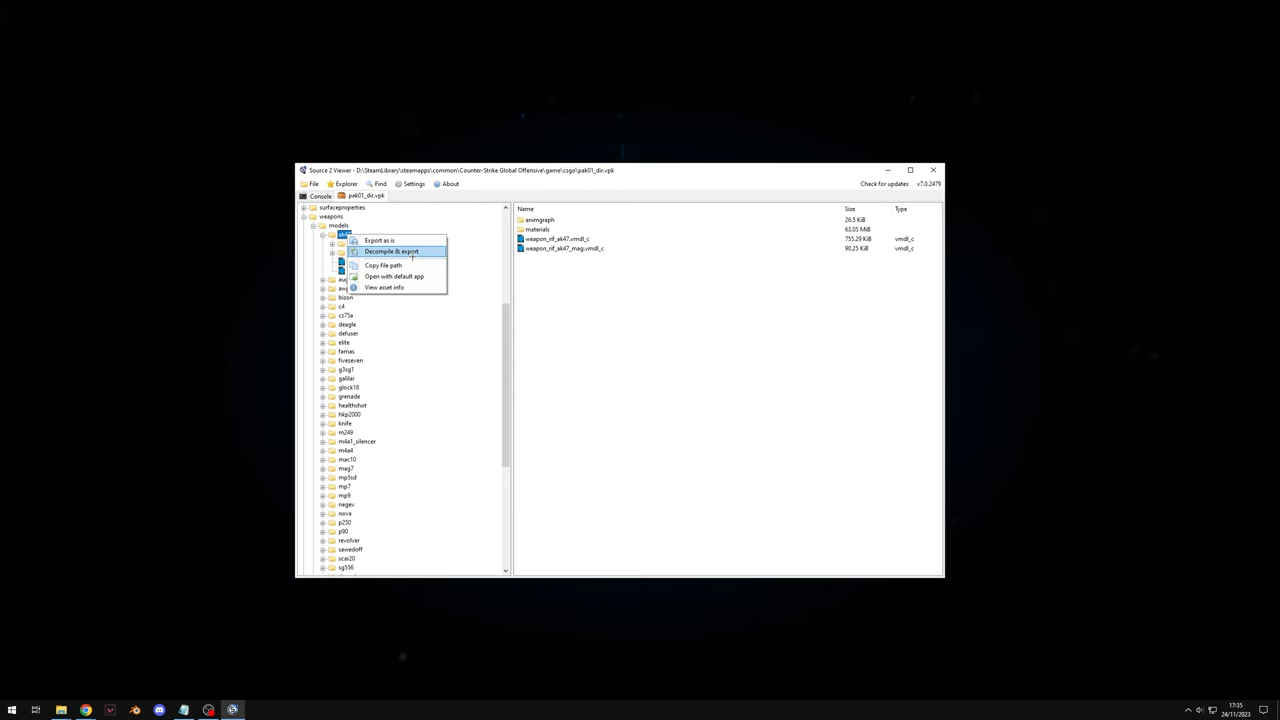 Source 2 Viewer - D:\SteamLibrary\steamapps\common\Counter-Strike Global Offensive\game\csgo\pak01_dir.vpk
File Explorer Find Settings About Check for updates v7.0.2479
Console pak01_dir.vpk
surfaceproperties
weapons
models
Export as is
Decompile & export
Copy file path
Open with default app
View asset info
bizon
c4
cz75a
deagle
defuser
elite
famas
fiveseven
g3sg1
galilar
glock18
grenade
healthshot
hkp2000
knife
m249
m4a1_silencer
m4a4
mac10
mag7
mp5sd
mp7
mp9
negev
nova
p250
p90
revolver
sawedoff
scar20
sg556
Name Size Type
animgraph 26.5 KiB
materials 63.05 MiB
weapon_rif_ak47.vmdl_c 755.29 KiB vmdl_c
weapon_rif_ak47_mag.vmdl_c 90.25 KiB vmdl_c
17:35
24/11/2023